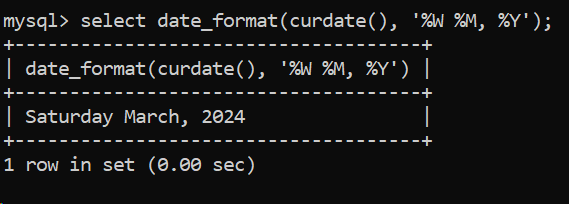 mysql> select date_format(curdate(), '%W %M, %Y');
+-------------------------------------+
| date_format(curdate(), '%W %M, %Y') |
+-------------------------------------+
| Saturday March, 2024                |
+-------------------------------------+
1 row in set (0.00 sec)